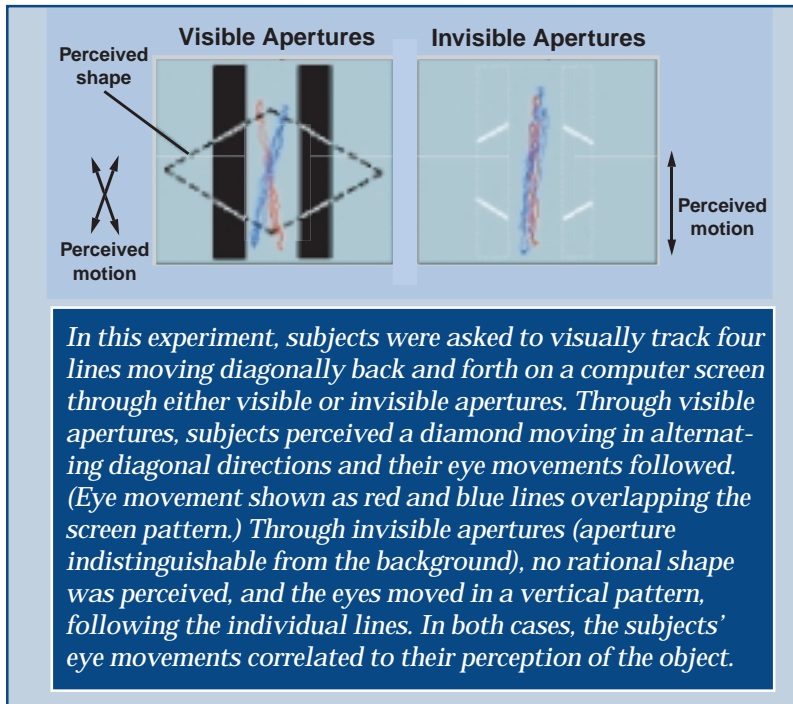 Visible Apertures
Invisible Apertures
Perceived
shape
Perceived
motion
Perceived
motion
In this experiment, subjects were asked to visually track four
lines moving diagonally back and forth on a computer screen
through either visible or invisible apertures. Through visible
apertures, subjects perceived a diamond moving in alternat-
ing diagonal directions and their eye movements followed.
(Eye movement shown as red and blue lines overlapping the
screen pattern.) Through invisible apertures (aperture
indistinguishable from the background), no rational shape
was perceived, and the eyes moved in a vertical pattern,
following the individual lines. In both cases, the subjects’
eye movements correlated to their perception of the object.